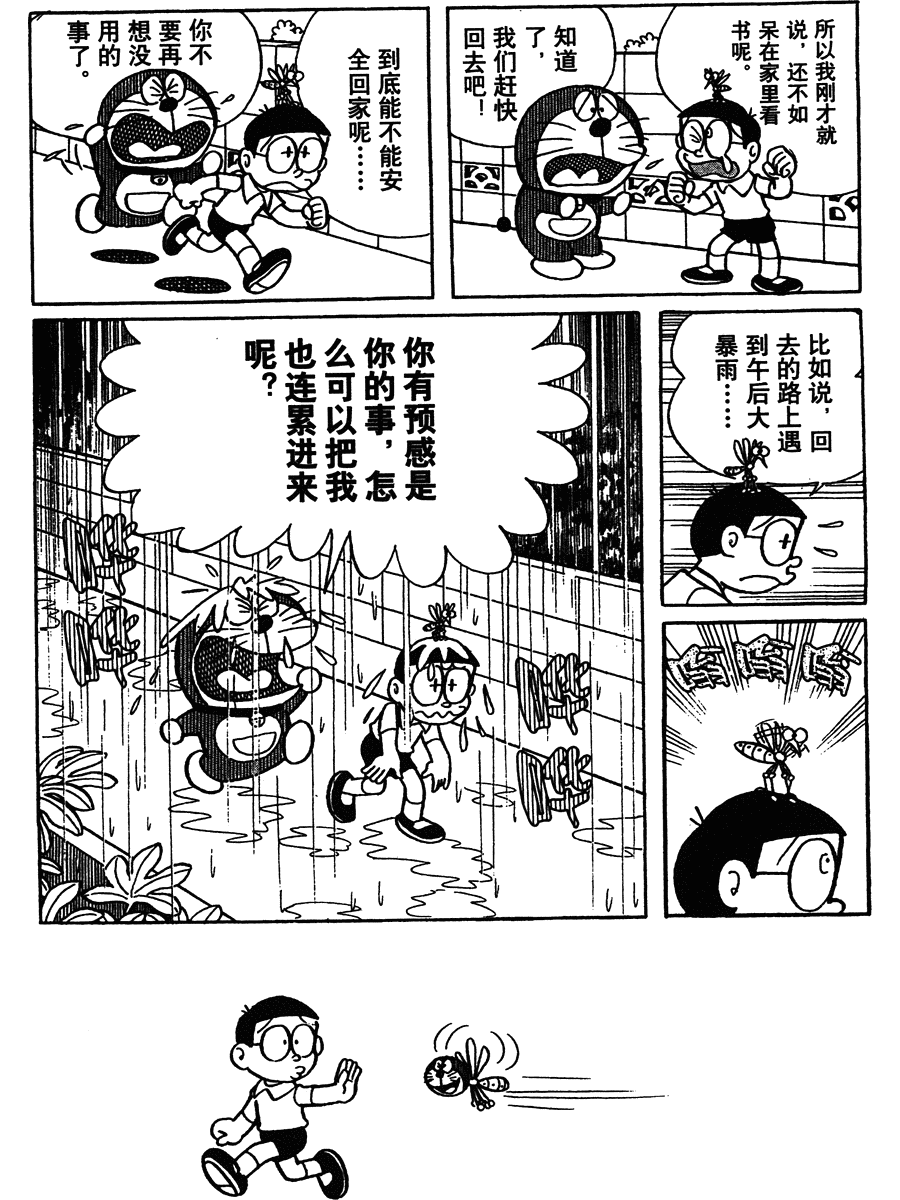 所以我刚才就
说，还不如
呆在家里看
书呢。
知道
了，
我们赶快
回去吧！
到底能不能安
全回家呢……
你不
要再
想没
用的
事了。
比如说，回
去的路上遇
到午后大
暴雨……
你有预感是
你的事，怎
么可以把我
也连累进来
呢？